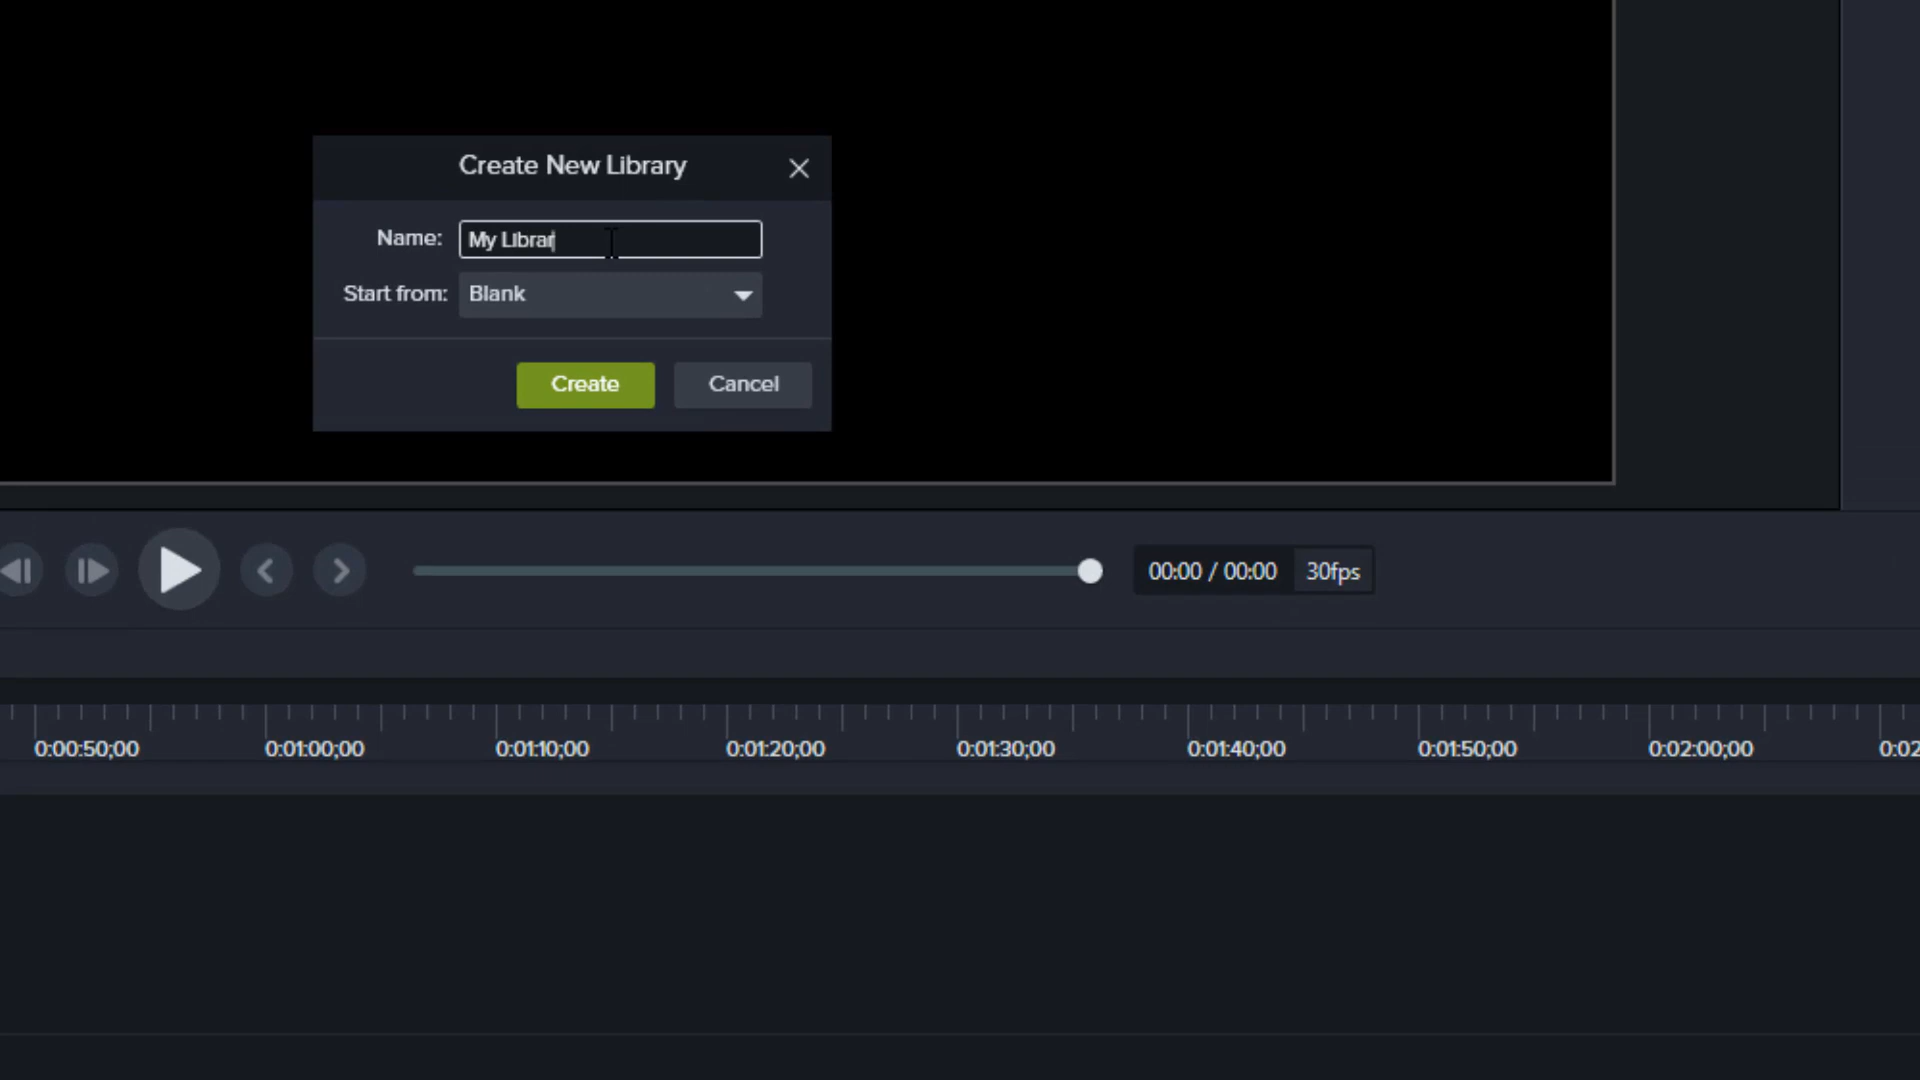 Create New Library
Name: My Librar
Start from: Blank
Create Cancel
00:00 / 00:00 30fps
0:00:50;00 0:01:00;00 0:01:10;00 0:01:20;00 0:01:30;00 0:01:40;00 0:01:50;00 0:02:00;00 0:02